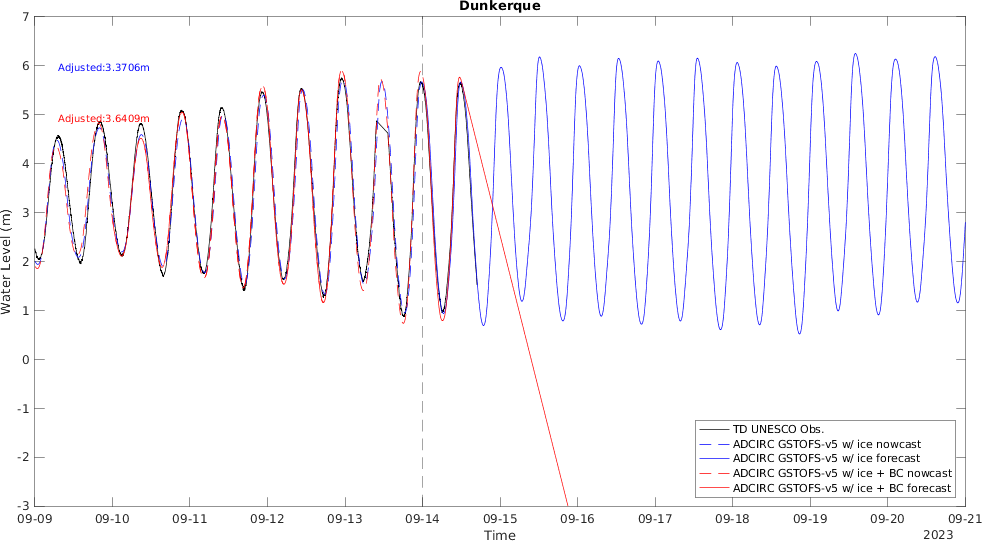 Dunkerque
7
6
5
4
3
2
1
0
-1
-2
-3
Water Level (m)
Adjusted:3.3706m
Adjusted:3.6409m
TD UNESCO Obs.
ADCIRC GSTOFS-v5 w/ ice nowcast
ADCIRC GSTOFS-v5 w/ ice forecast
ADCIRC GSTOFS-v5 w/ ice + BC nowcast
ADCIRC GSTOFS-v5 w/ ice + BC forecast
09-09 09-10 09-11 09-12 09-13 09-14 09-15 09-16 09-17 09-18 09-19 09-20 09-21
Time
2023